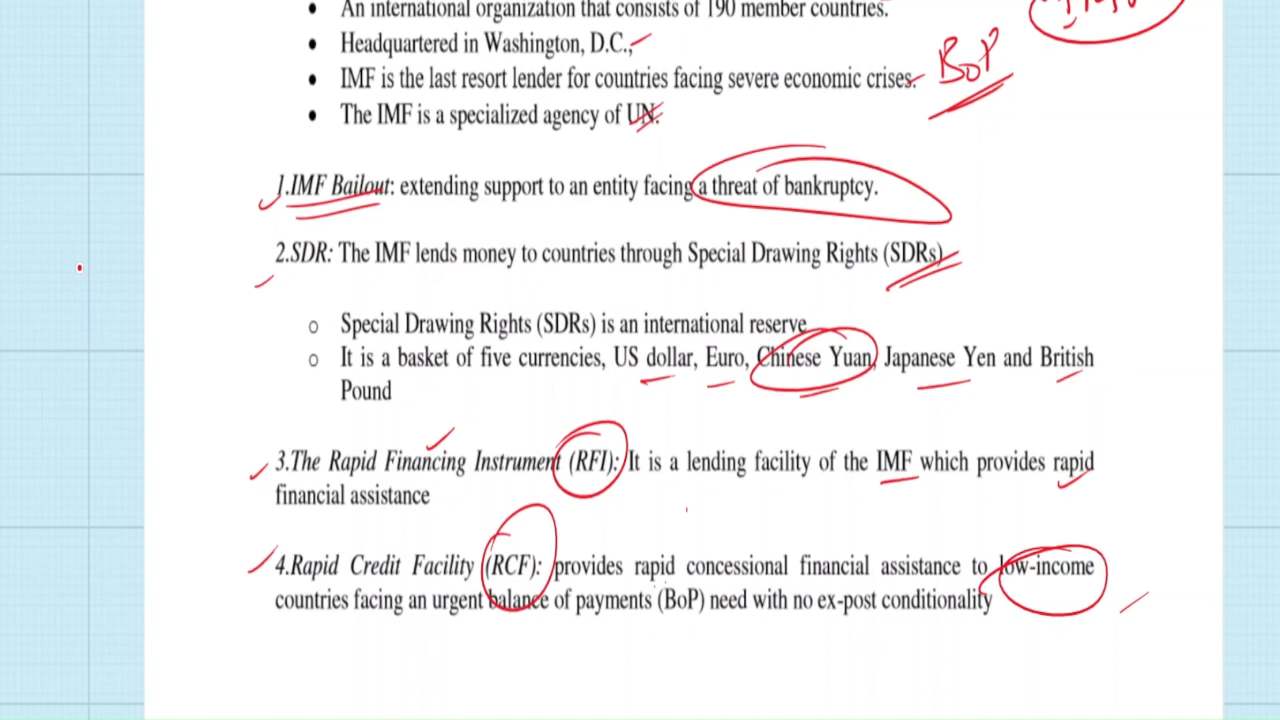 • An international organization that consists of 190 member countries.
• Headquartered in Washington, D.C.,
• IMF is the last resort lender for countries facing severe economic crises.
BoP
• The IMF is a specialized agency of UN.
1.IMF Bailout: extending support to an entity facing a threat of bankruptcy.
2.SDR: The IMF lends money to countries through Special Drawing Rights (SDRs)
o Special Drawing Rights (SDRs) is an international reserve
o It is a basket of five currencies, US dollar, Euro, Chinese Yuan, Japanese Yen and British
Pound
3.The Rapid Financing Instrument (RFI): It is a lending facility of the IMF which provides rapid
financial assistance
4.Rapid Credit Facility (RCF): provides rapid concessional financial assistance to low-income
countries facing an urgent balance of payments (BoP) need with no ex-post conditionality